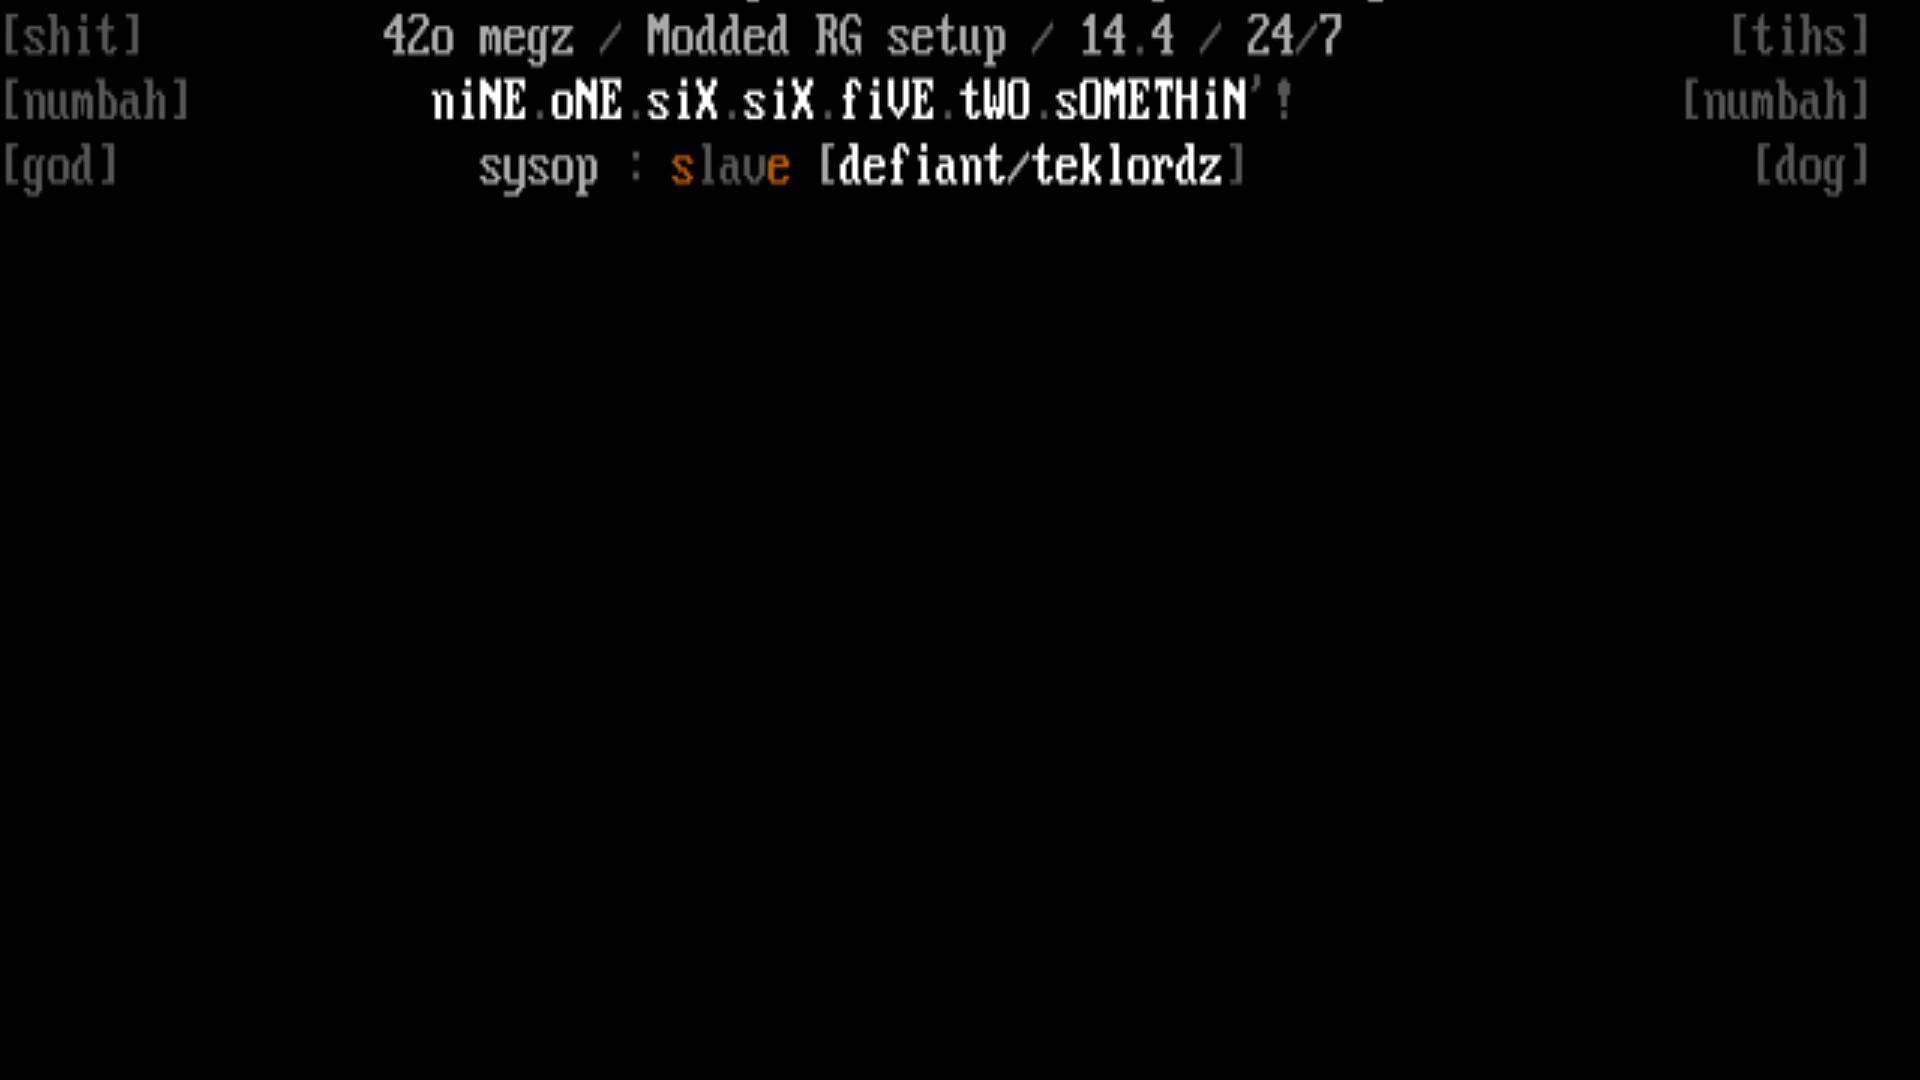 [shit] 42o megz / Modded RG setup / 14.4 / 24/7 [tihs]
[numbah] niNE.oNE.siX.siX.fiVE.tWO.sOMETHiN'! [numbah]
[god] sysop : slave [defiant/teklordz] [dog]